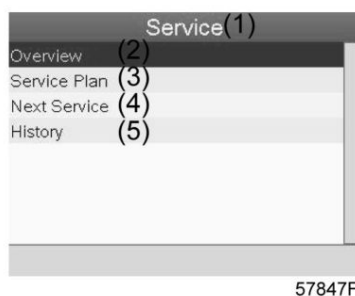 Service(1)
Overview (2)
Service Plan (3)
Next Service (4)
History (5)
57847F